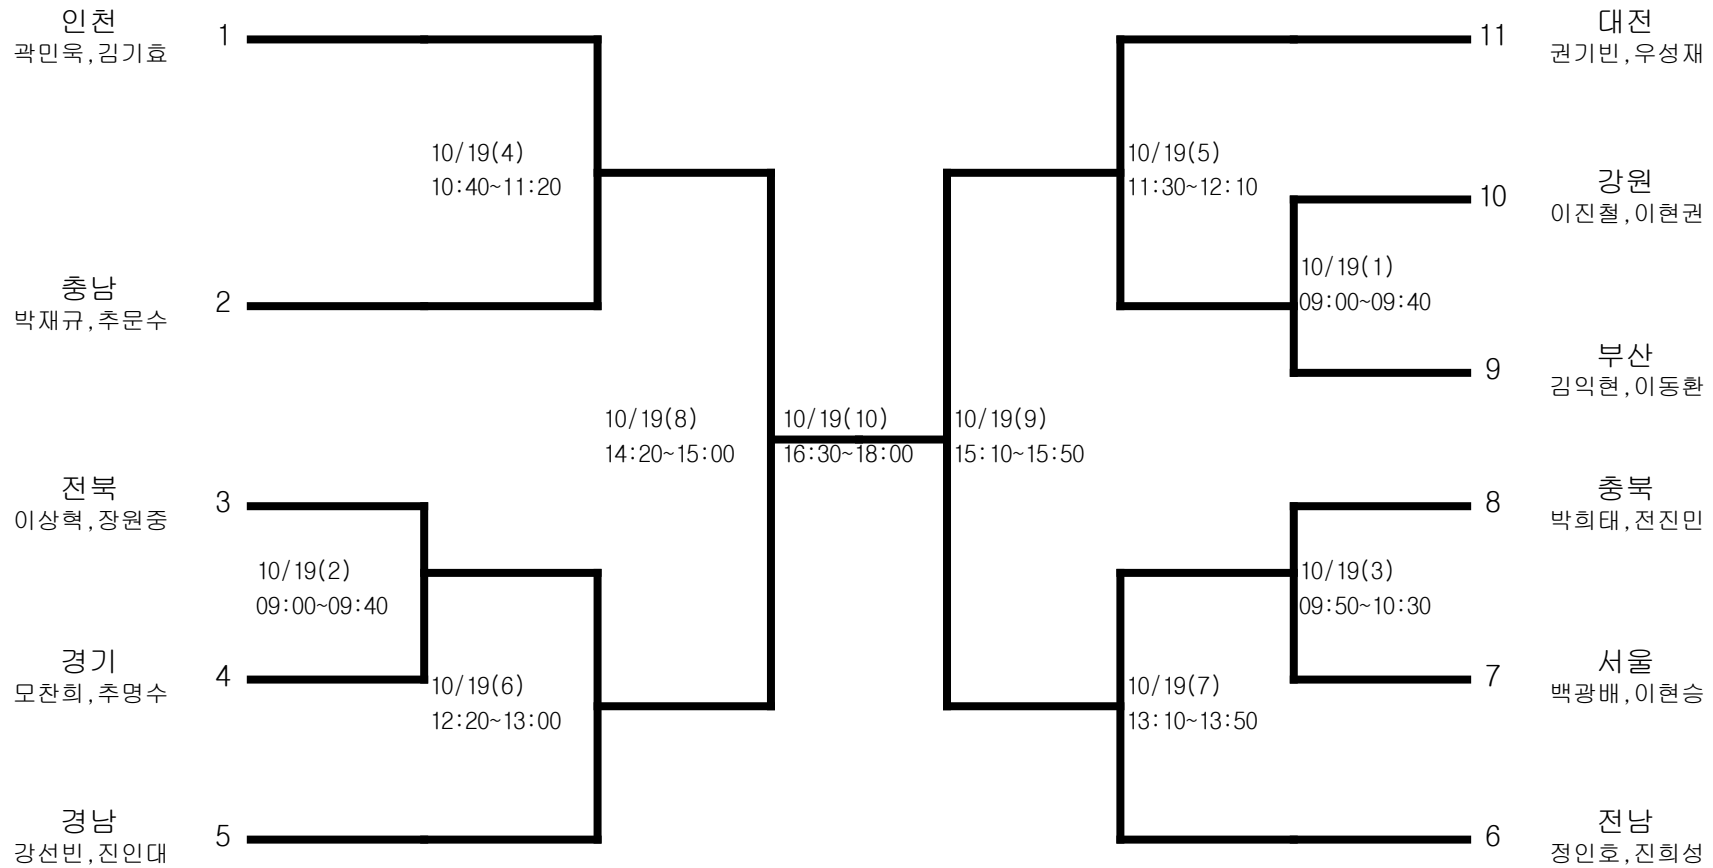 인천
곽민욱,김기효
1
충남
박재규,추문수
2
10/19(4)
10:40~11:20
전북
이상혁,장원중
3
10/19(2)
09:00~09:40
경기
모찬희,추명수
4
10/19(6)
12:20~13:00
경남
강선빈,진인대
5
10/19(8)
14:20~15:00
10/19(10)
16:30~18:00
10/19(9)
15:10~15:50
11
대전
권기빈,우성재
10/19(5)
11:30~12:10
10
강원
이진철,이현권
10/19(1)
09:00~09:40
9
부산
김익현,이동환
8
충북
박희태,전진민
10/19(3)
09:50~10:30
7
서울
백광배,이현승
10/19(7)
13:10~13:50
6
전남
정인호,진희성